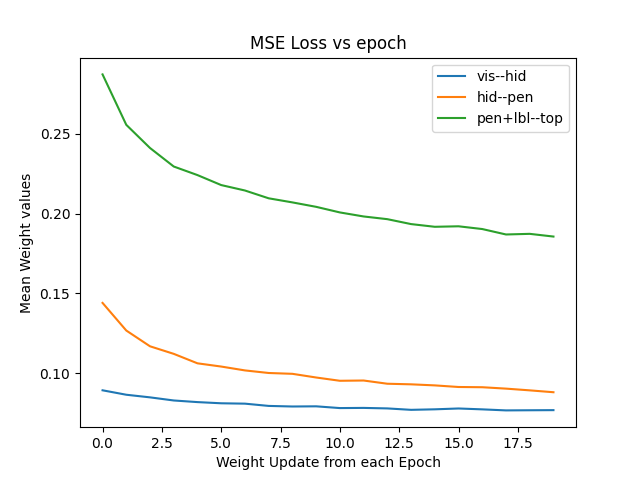 MSE Loss vs epoch
vis--hid
hid--pen
pen+lbl--top
Mean Weight values
0.25
0.20
0.15
0.10
0.0 2.5 5.0 7.5 10.0 12.5 15.0 17.5
Weight Update from each Epoch